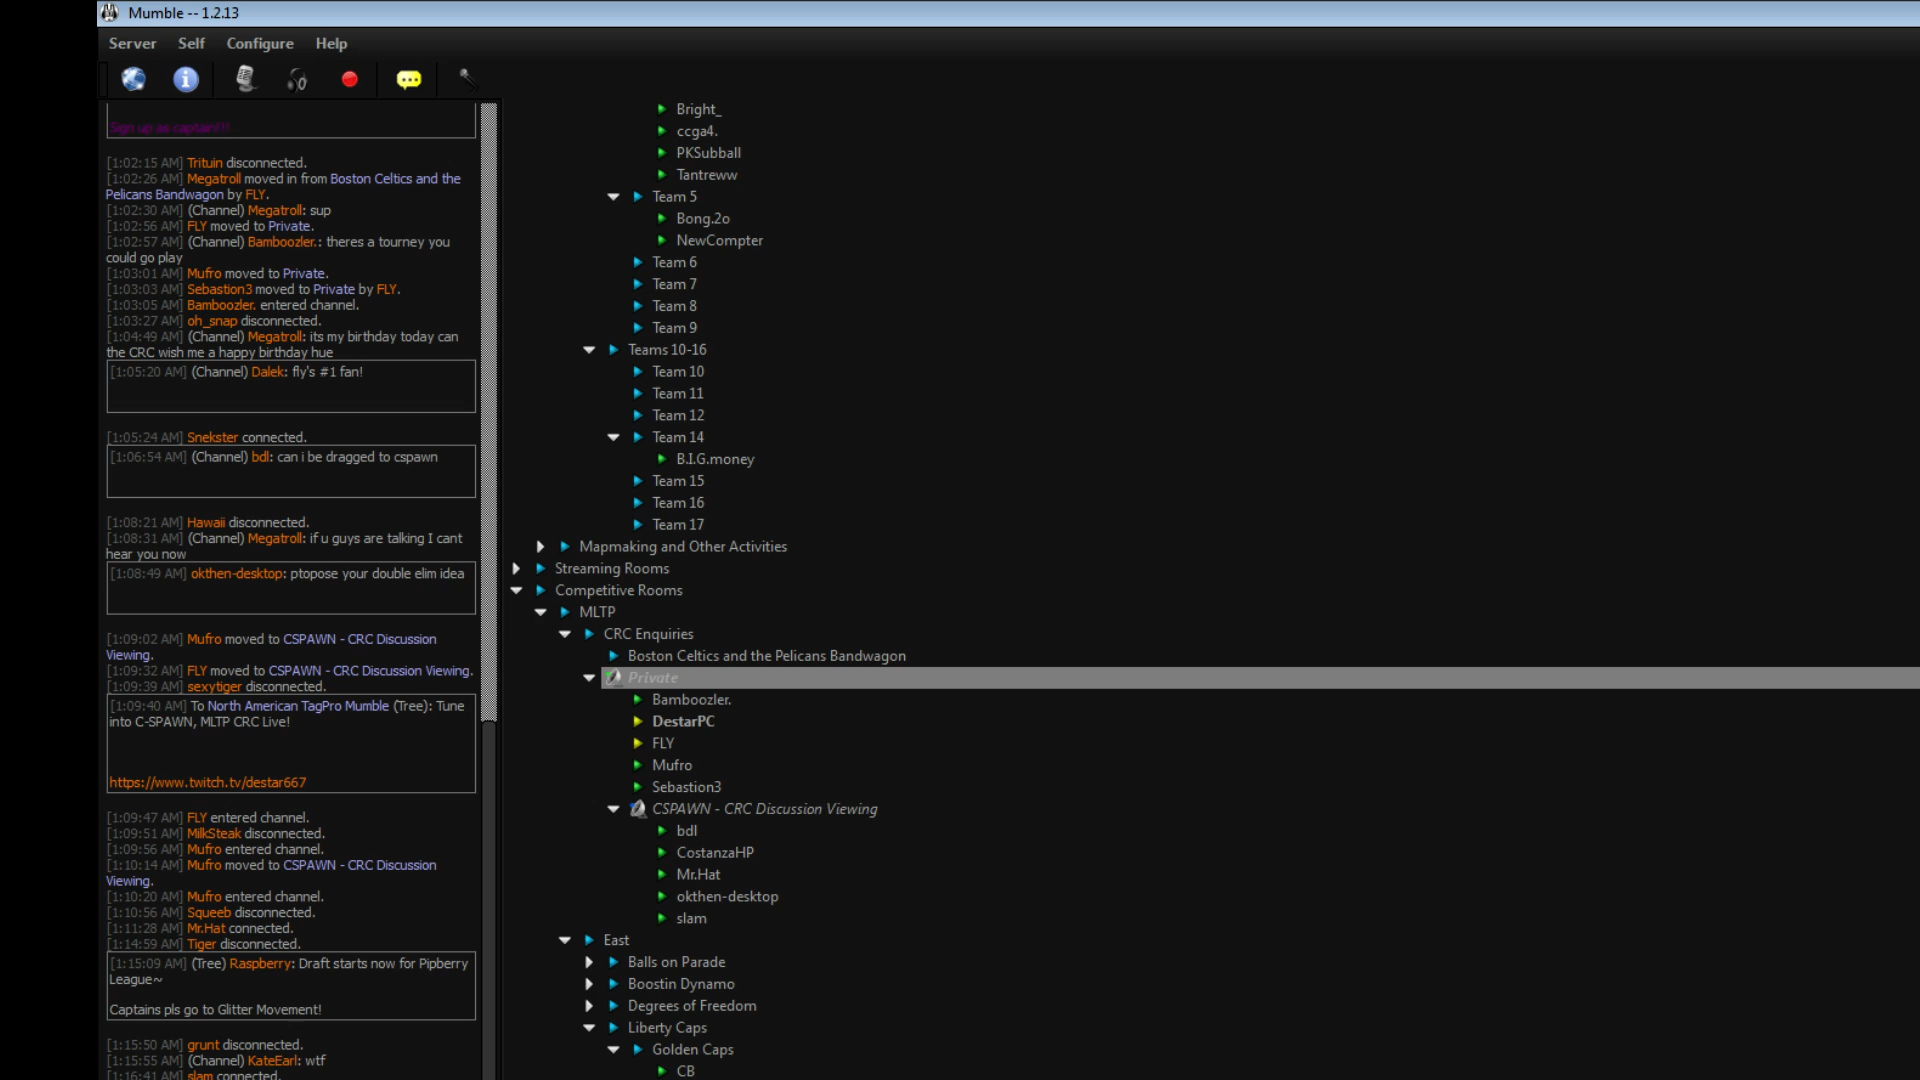 Mumble -- 1.2.13
Server Self Configure Help
Sign up as captain!!!
[1:02:15 AM] Trituin disconnected.
[1:02:26 AM] Megatroll moved in from Boston Celtics and the
Pelicans Bandwagon by FLY.
[1:02:30 AM] (Channel) Megatroll: sup
[1:02:56 AM] FLY moved to Private.
[1:02:57 AM] (Channel) Bamboozler.: theres a tourney you
could go play
[1:03:01 AM] Mufro moved to Private.
[1:03:03 AM] Sebastion3 moved to Private by FLY.
[1:03:05 AM] Bamboozler. entered channel.
[1:03:27 AM] oh_snap disconnected.
[1:04:49 AM] (Channel) Megatroll: its my birthday today can
the CRC wish me a happy birthday hue
[1:05:20 AM] (Channel) Dalek: fly's #1 fan!
[1:05:24 AM] Snekster connected.
[1:06:54 AM] (Channel) bdl: can i be dragged to cspawn
[1:08:21 AM] Hawaii disconnected.
[1:08:31 AM] (Channel) Megatroll: if u guys are talking I cant
hear you now
[1:08:49 AM] okthen-desktop: ptopose your double elim idea
[1:09:02 AM] Mufro moved to CSPAWN - CRC Discussion
Viewing.
[1:09:32 AM] FLY moved to CSPAWN - CRC Discussion Viewing.
[1:09:39 AM] sexytiger disconnected.
[1:09:40 AM] To North American TagPro Mumble (Tree): Tune
into C-SPAWN, MLTP CRC Live!
https://www.twitch.tv/destar667
[1:09:47 AM] FLY entered channel.
[1:09:51 AM] MilkSteak disconnected.
[1:09:56 AM] Mufro entered channel.
[1:10:14 AM] Mufro moved to CSPAWN - CRC Discussion
Viewing.
[1:10:20 AM] Mufro entered channel.
[1:10:56 AM] Squeeb disconnected.
[1:11:28 AM] Mr.Hat connected.
[1:14:59 AM] Tiger disconnected.
[1:15:09 AM] (Tree) Raspberry: Draft starts now for Pipberry
League~
Captains pls go to Glitter Movement!
[1:15:50 AM] grunt disconnected.
[1:15:55 AM] (Channel) KateEarl: wtf
[1:16:41 AM] slam connected.
Bright_
ccga4.
PKSubball
Tantreww
Team 5
Bong.2o
NewCompter
Team 6
Team 7
Team 8
Team 9
Teams 10-16
Team 10
Team 11
Team 12
Team 14
B.I.G.money
Team 15
Team 16
Team 17
Mapmaking and Other Activities
Streaming Rooms
Competitive Rooms
MLTP
CRC Enquiries
Boston Celtics and the Pelicans Bandwagon
Private
Bamboozler.
DestarPC
FLY
Mufro
Sebastion3
CSPAWN - CRC Discussion Viewing
bdl
CostanzaHP
Mr.Hat
okthen-desktop
slam
East
Balls on Parade
Boostin Dynamo
Degrees of Freedom
Liberty Caps
Golden Caps
CB